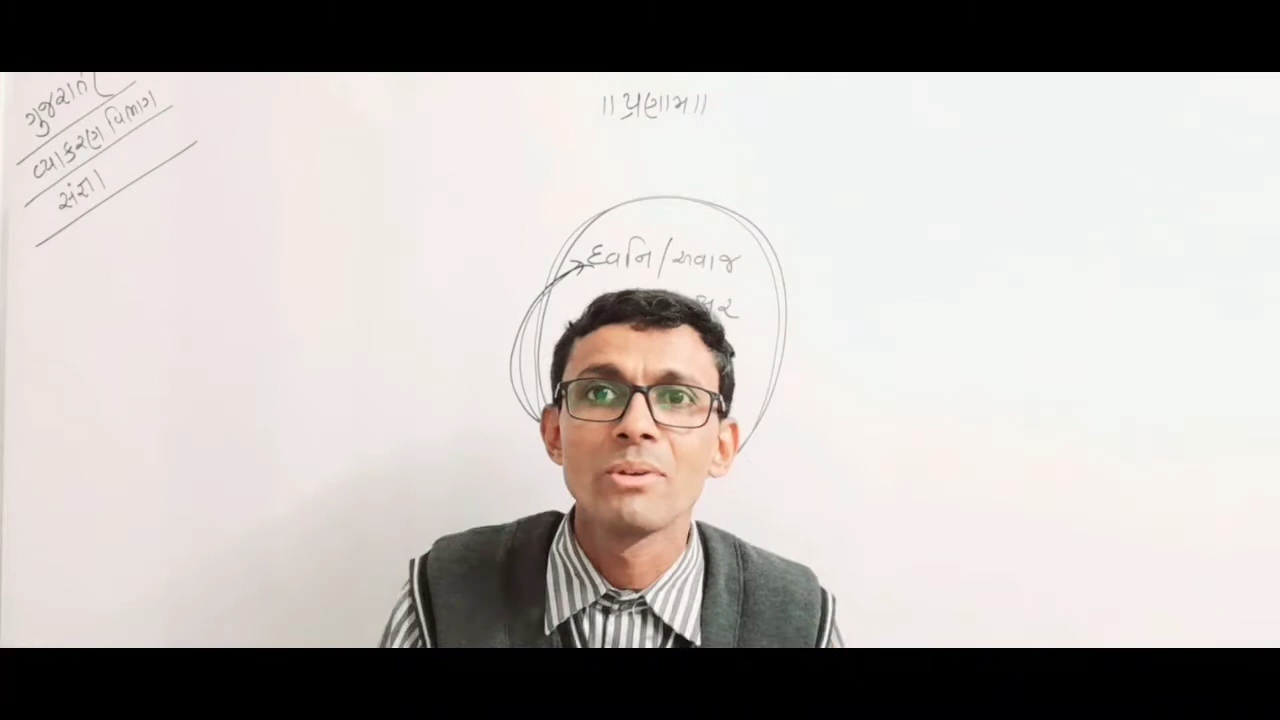 ગુજરાતી
વ્યાકરણ વિભાગ
સંજ્ઞા
॥પ્રણામ॥
ધ્વનિ/અવાજ